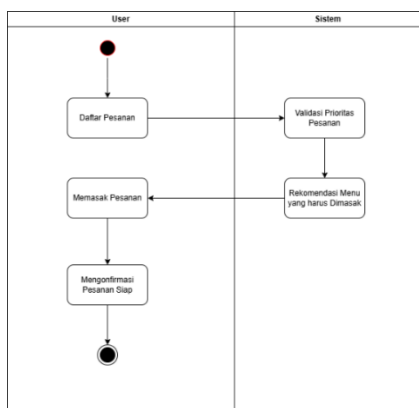 User
Sistem
Daftar Pesanan
Validasi Prioritas
Pesanan
Memasak Pesanan
Rekomendasi Menu
yang harus Dimasak
Mengonfirmasi
Pesanan Siap